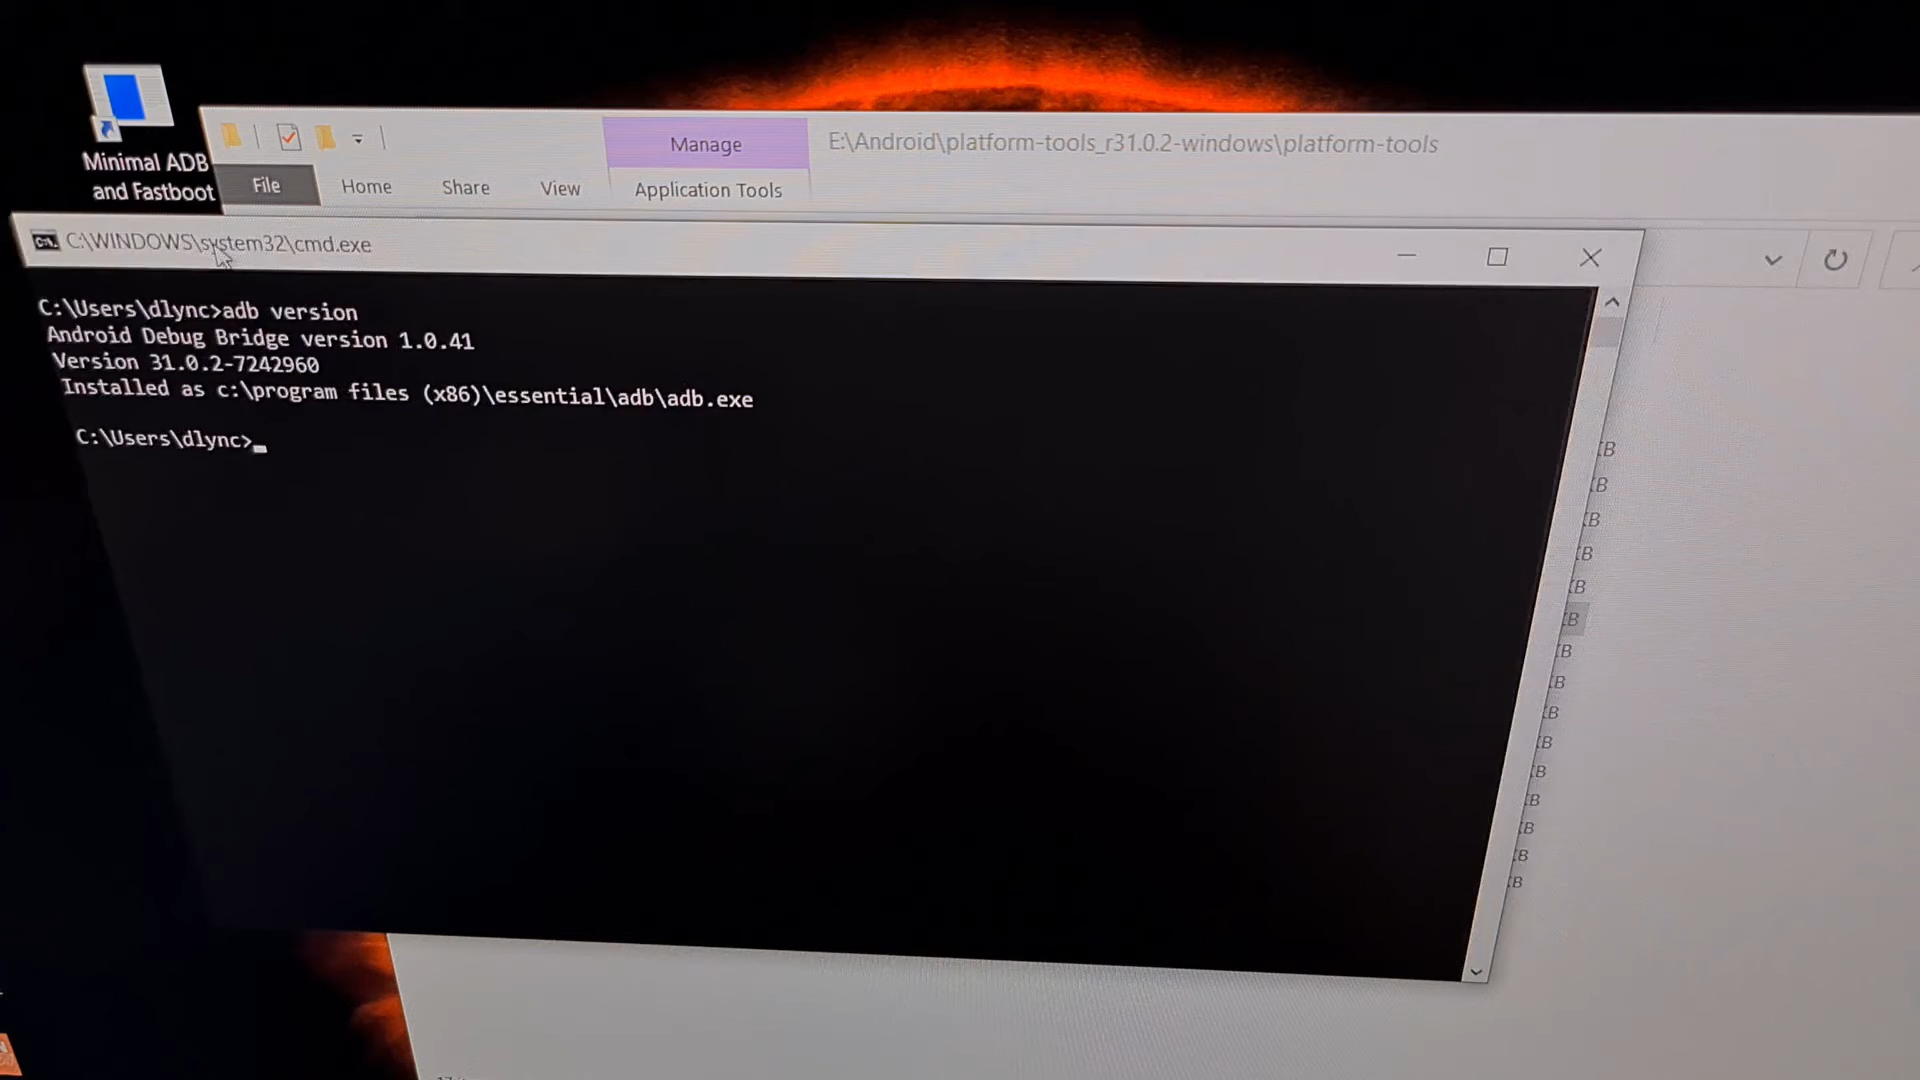 Minimal ADB
and Fastboot
Manage
E:\Android\platform-tools_r31.0.2-windows\platform-tools
File
Home
Share
View
Application Tools
C:\WINDOWS\system32\cmd.exe
C:\Users\dlync>adb version
Android Debug Bridge version 1.0.41
Version 31.0.2-7242960
Installed as c:\program files (x86)\essential\adb\adb.exe
C:\Users\dlync>